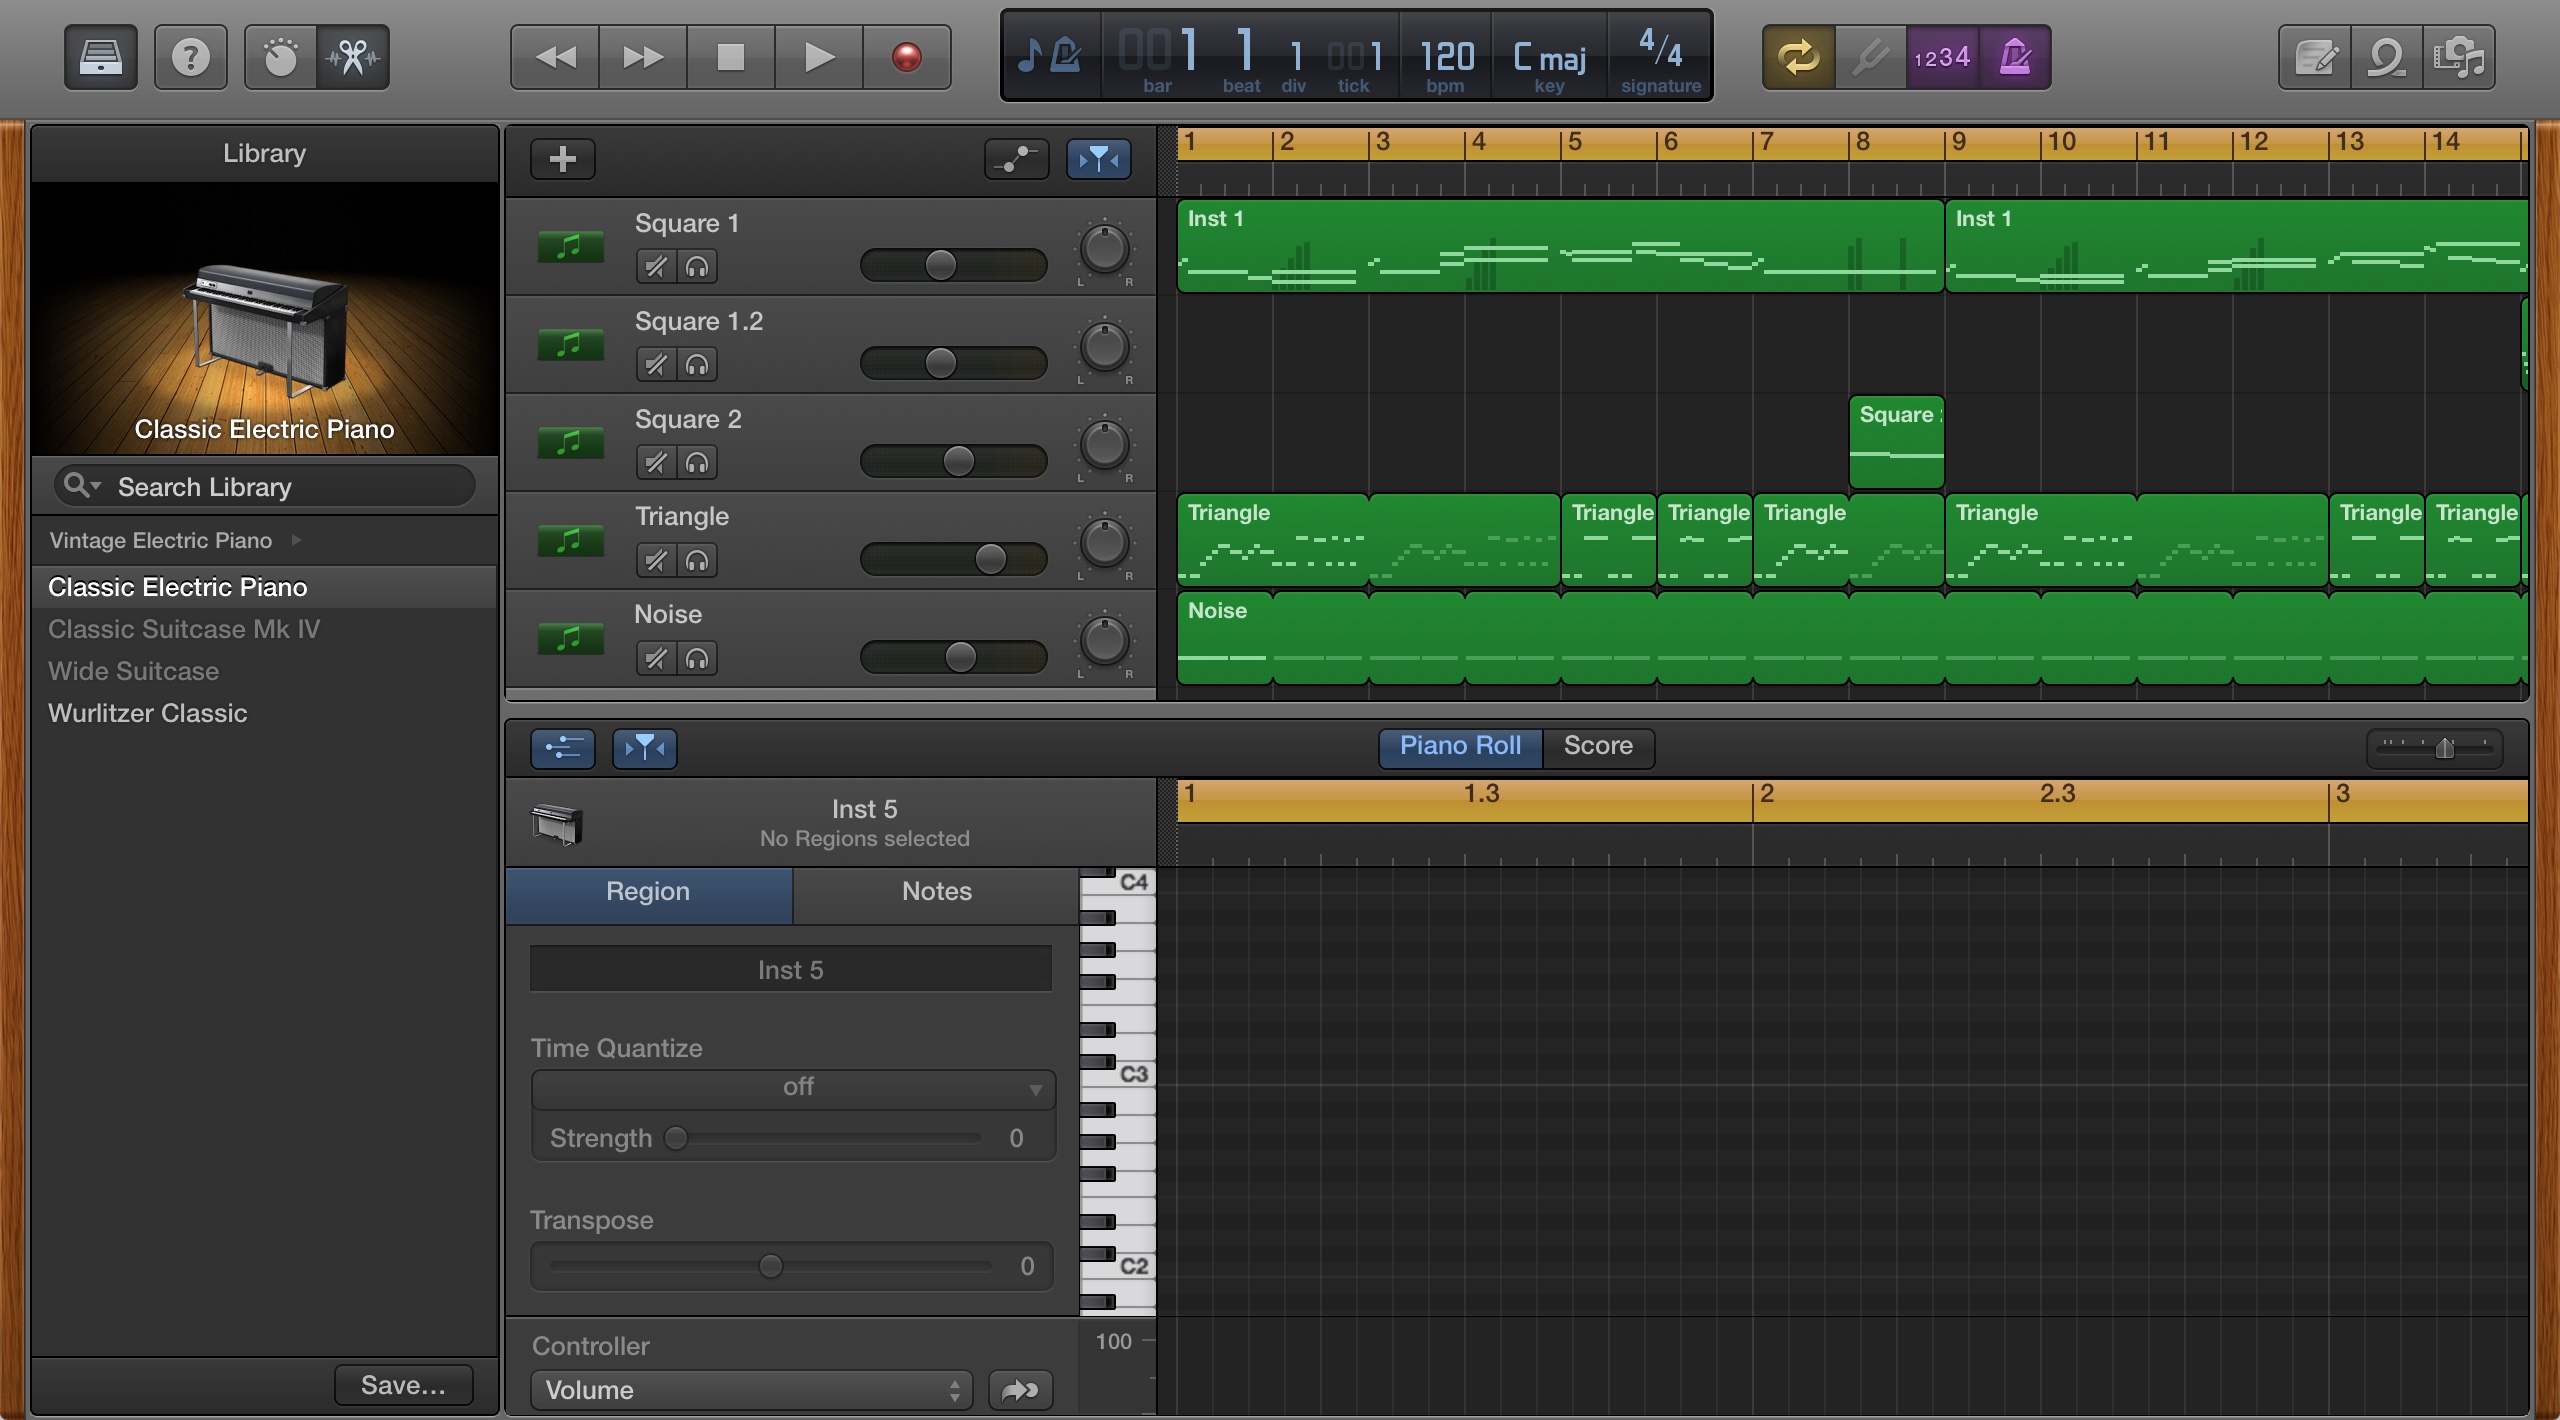 001 1 1 001 120 C maj 4/4
bar beat div tick bpm key signature
1234
Library
Classic Electric Piano
Search Library
Vintage Electric Piano
Classic Electric Piano
Classic Suitcase Mk IV
Wide Suitcase
Wurlitzer Classic
Save...
1 2 3 4 5 6 7 8 9 10 11 12 13 14
Square 1
L R
Inst 1 Inst 1
Square 1.2
L R
Square 2
L R
Square
Triangle
L R
Triangle Triangle Triangle Triangle Triangle Triangle Triangle
Noise
L R
Noise
Piano Roll Score
Inst 5
No Regions selected
1 1.3 2 2.3 3
Region Notes
Inst 5
Time Quantize
off
Strength 0
Transpose
0
C4
C3
C2
Controller
100
Volume